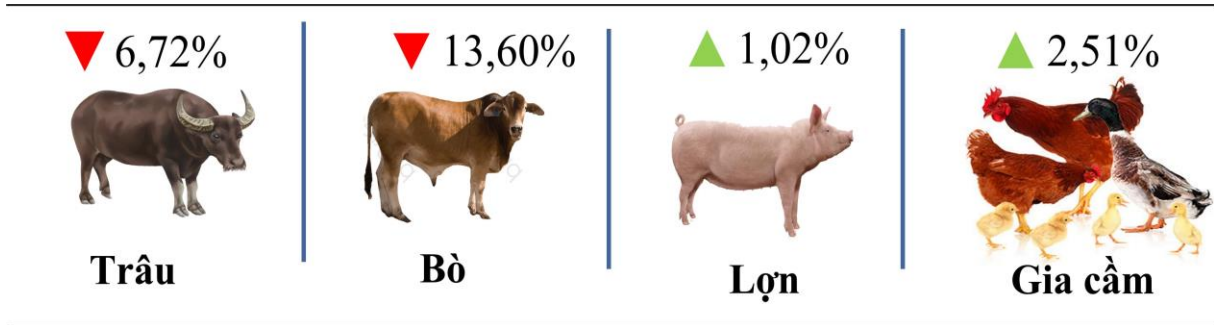 ▼ 6,72%
▼ 13,60%
▲ 1,02%
▲ 2,51%
Trâu
Bò
Lợn
Gia cầm